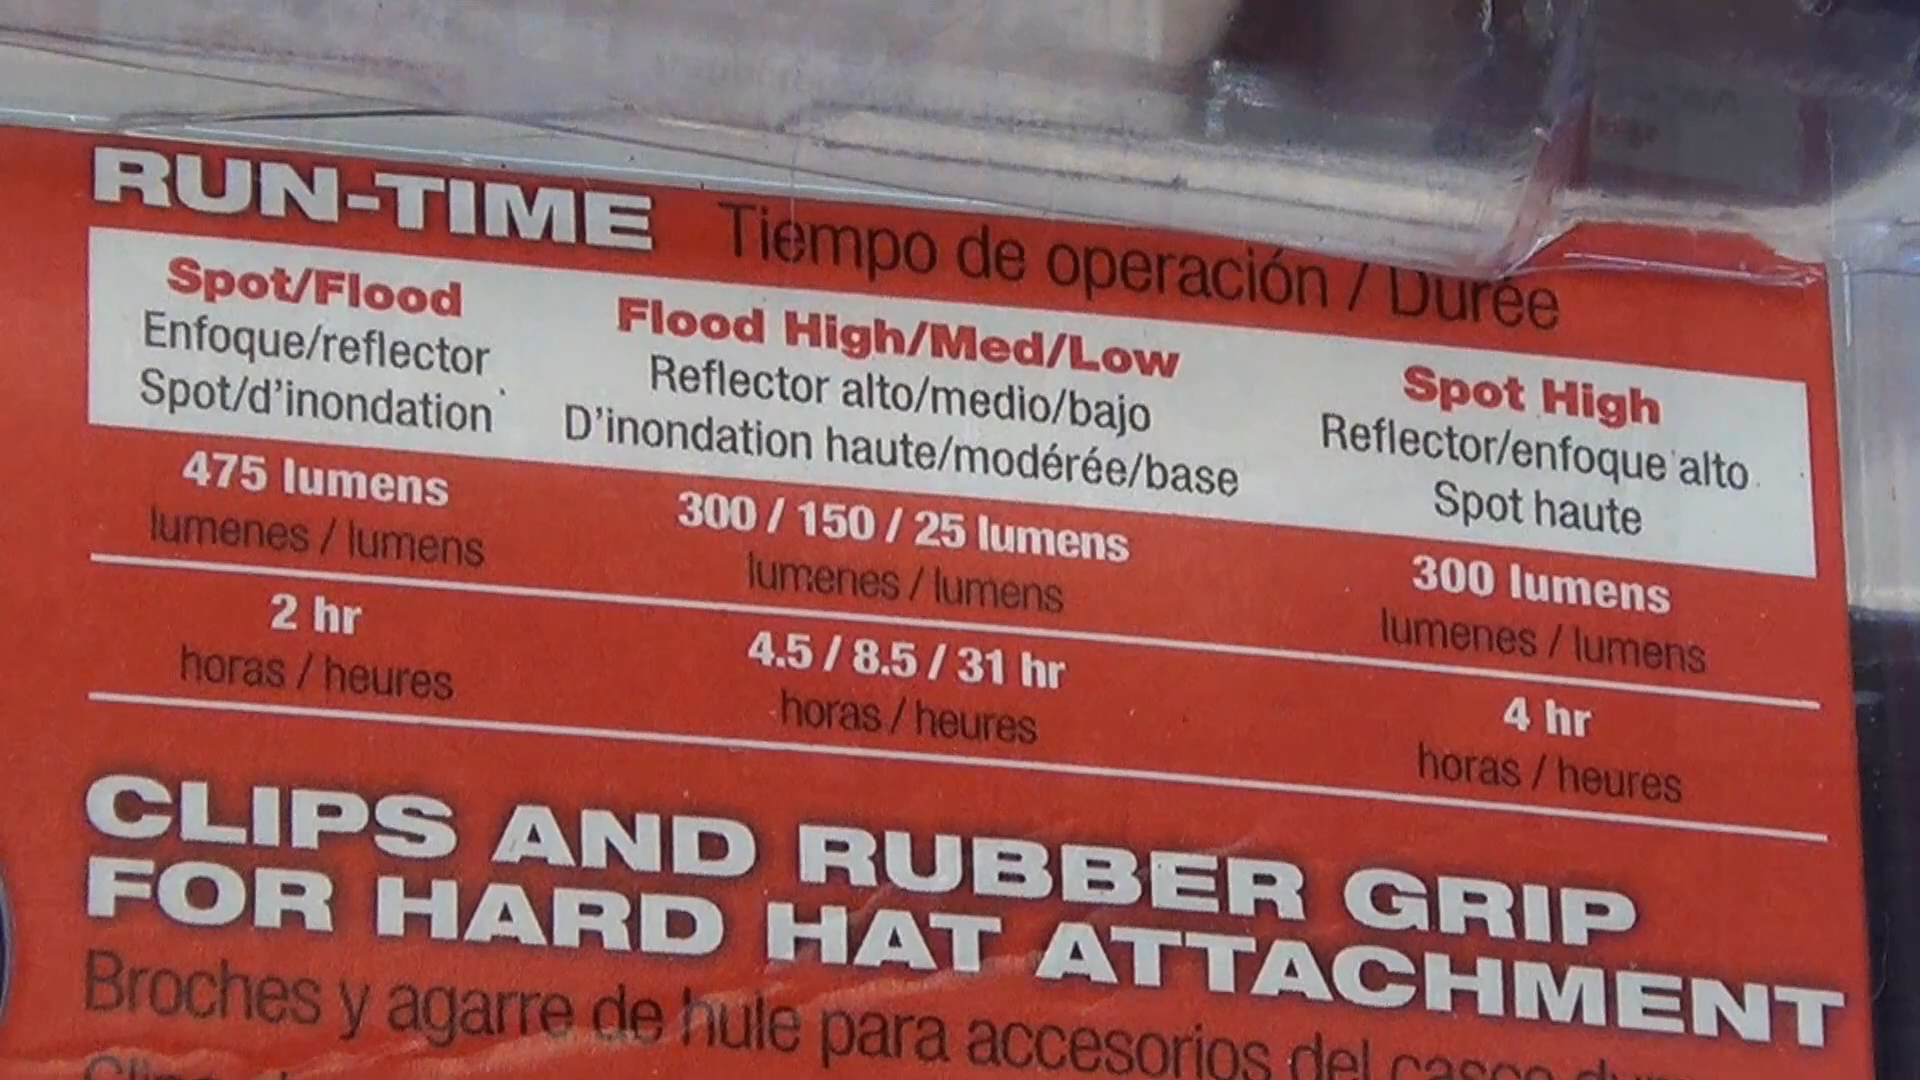 RUN-TIME Tiempo de operación / Durée
Spot/Flood
Enfoque/reflector
Spot/d'inondation
Flood High/Med/Low
Reflector alto/medio/bajo
D'inondation haute/modérée/base
Spot High
Reflector/enfoque alto
Spot haute
475 lumens
lumenes / lumens
300 / 150 / 25 lumens
lumenes / lumens
300 lumens
lumenes / lumens
2 hr
horas / heures
4.5 / 8.5 / 31 hr
horas / heures
4 hr
horas / heures
CLIPS AND RUBBER GRIP
FOR HARD HAT ATTACHMENT
Broches y agarre de hule para accesorios del casco